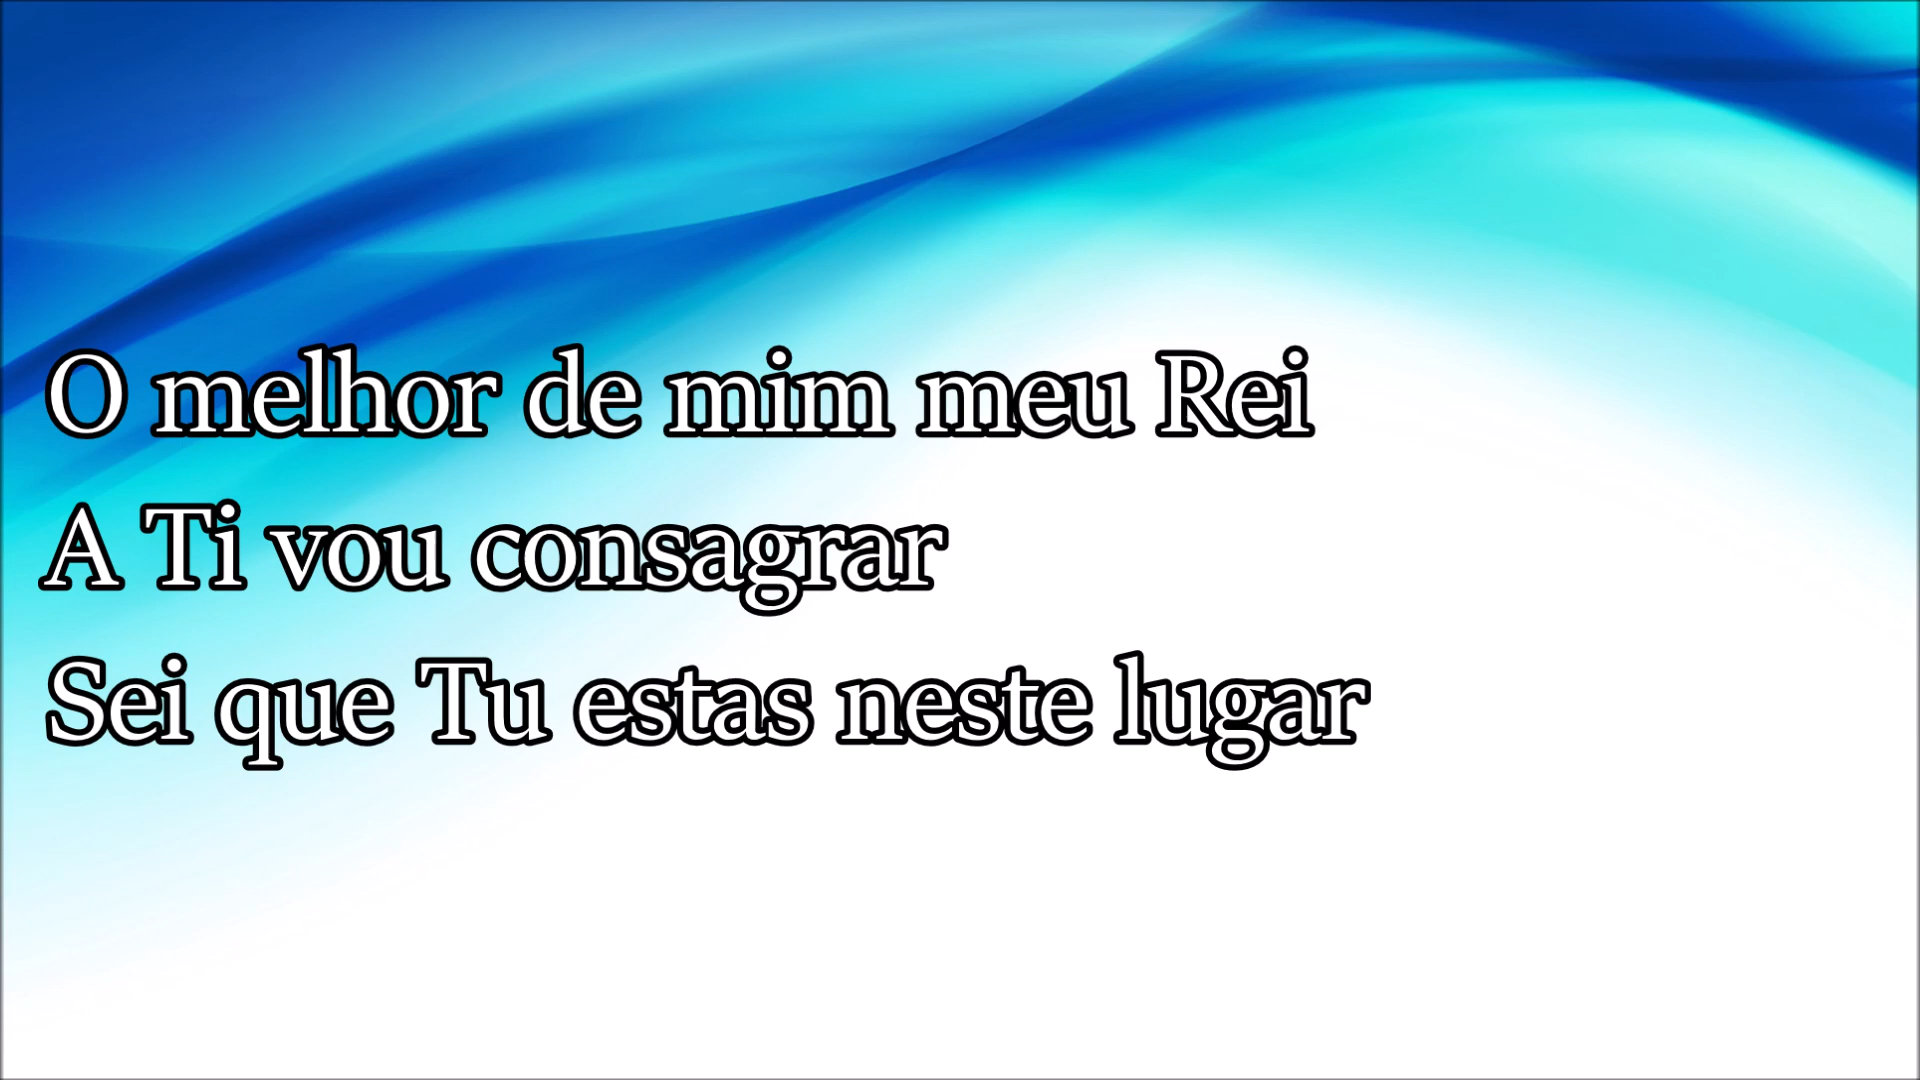 O melhor de mim meu Rei
A Ti vou consagrar
Sei que Tu estas neste lugar